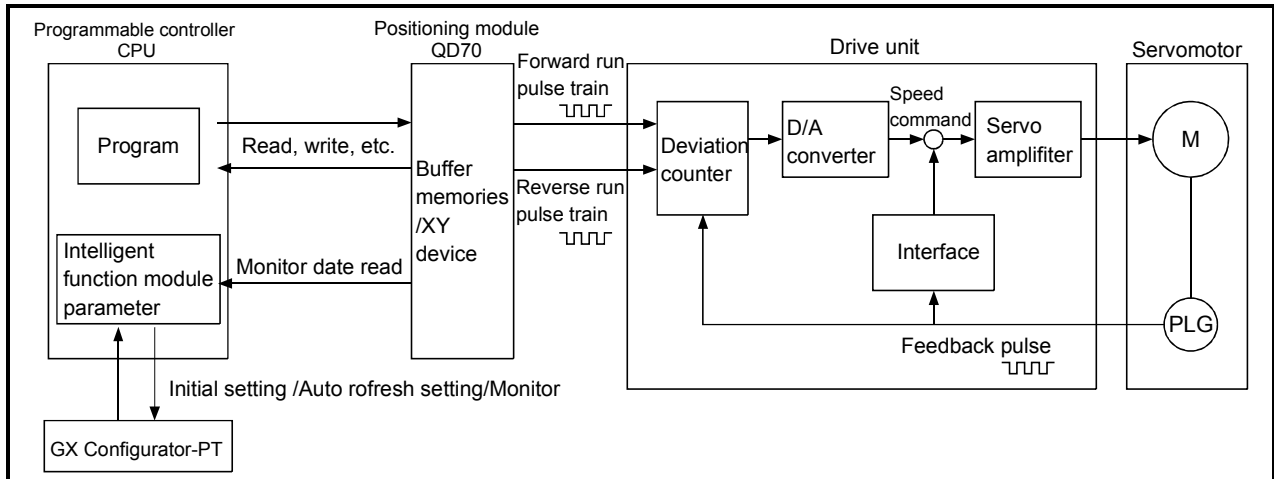 Programmable controller
CPU
Positioning module
QD70
Forward run
pulse train
Drive unit
Servomotor
Program
Read, write, etc.
Buffer
memories
/XY
device
Reverse run
pulse train
Deviation
counter
D/A
converter
Speed
command
Servo
amplifiter
M
Interface
Intelligent
function module
parameter
Monitor date read
PLG
Feedback pulse
Initial setting /Auto rofresh setting/Monitor
GX Configurator-PT